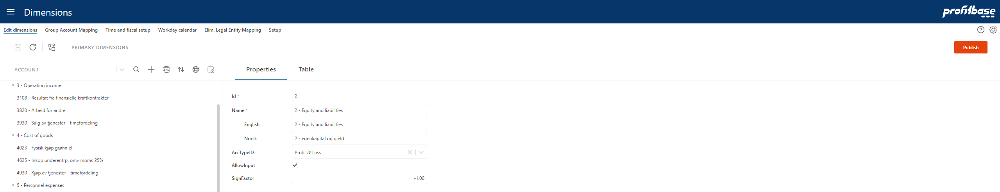 Dimensions
profitbase
Edit dimensions Group Account Mapping Time and fiscal setup Workday calendar Elim. Legal Entity Mapping Setup
PRIMARY DIMENSIONS
Publish
ACCOUNT
Properties Table
3 - Operating income
3108 - Resultat fra finansielle kraftkontrakter
3820 - Arbeid for andre
3930 - Salg av tjenester - timefordeling
4 - Cost of goods
4023 - Fysisk kjøp grønn el
4625 - Inköp underentrp. omv moms 25%
4930 - Kjøp av tjenester - timefordeling
5 - Personnel expenses
Id * 2
Name * 2 - Equity and liabilities
English 2 - Equity and liabilities
Norsk 2 - egenkapital og gjeld
AccTypeID Profit & Loss
AllowInput
SignFactor -1.00